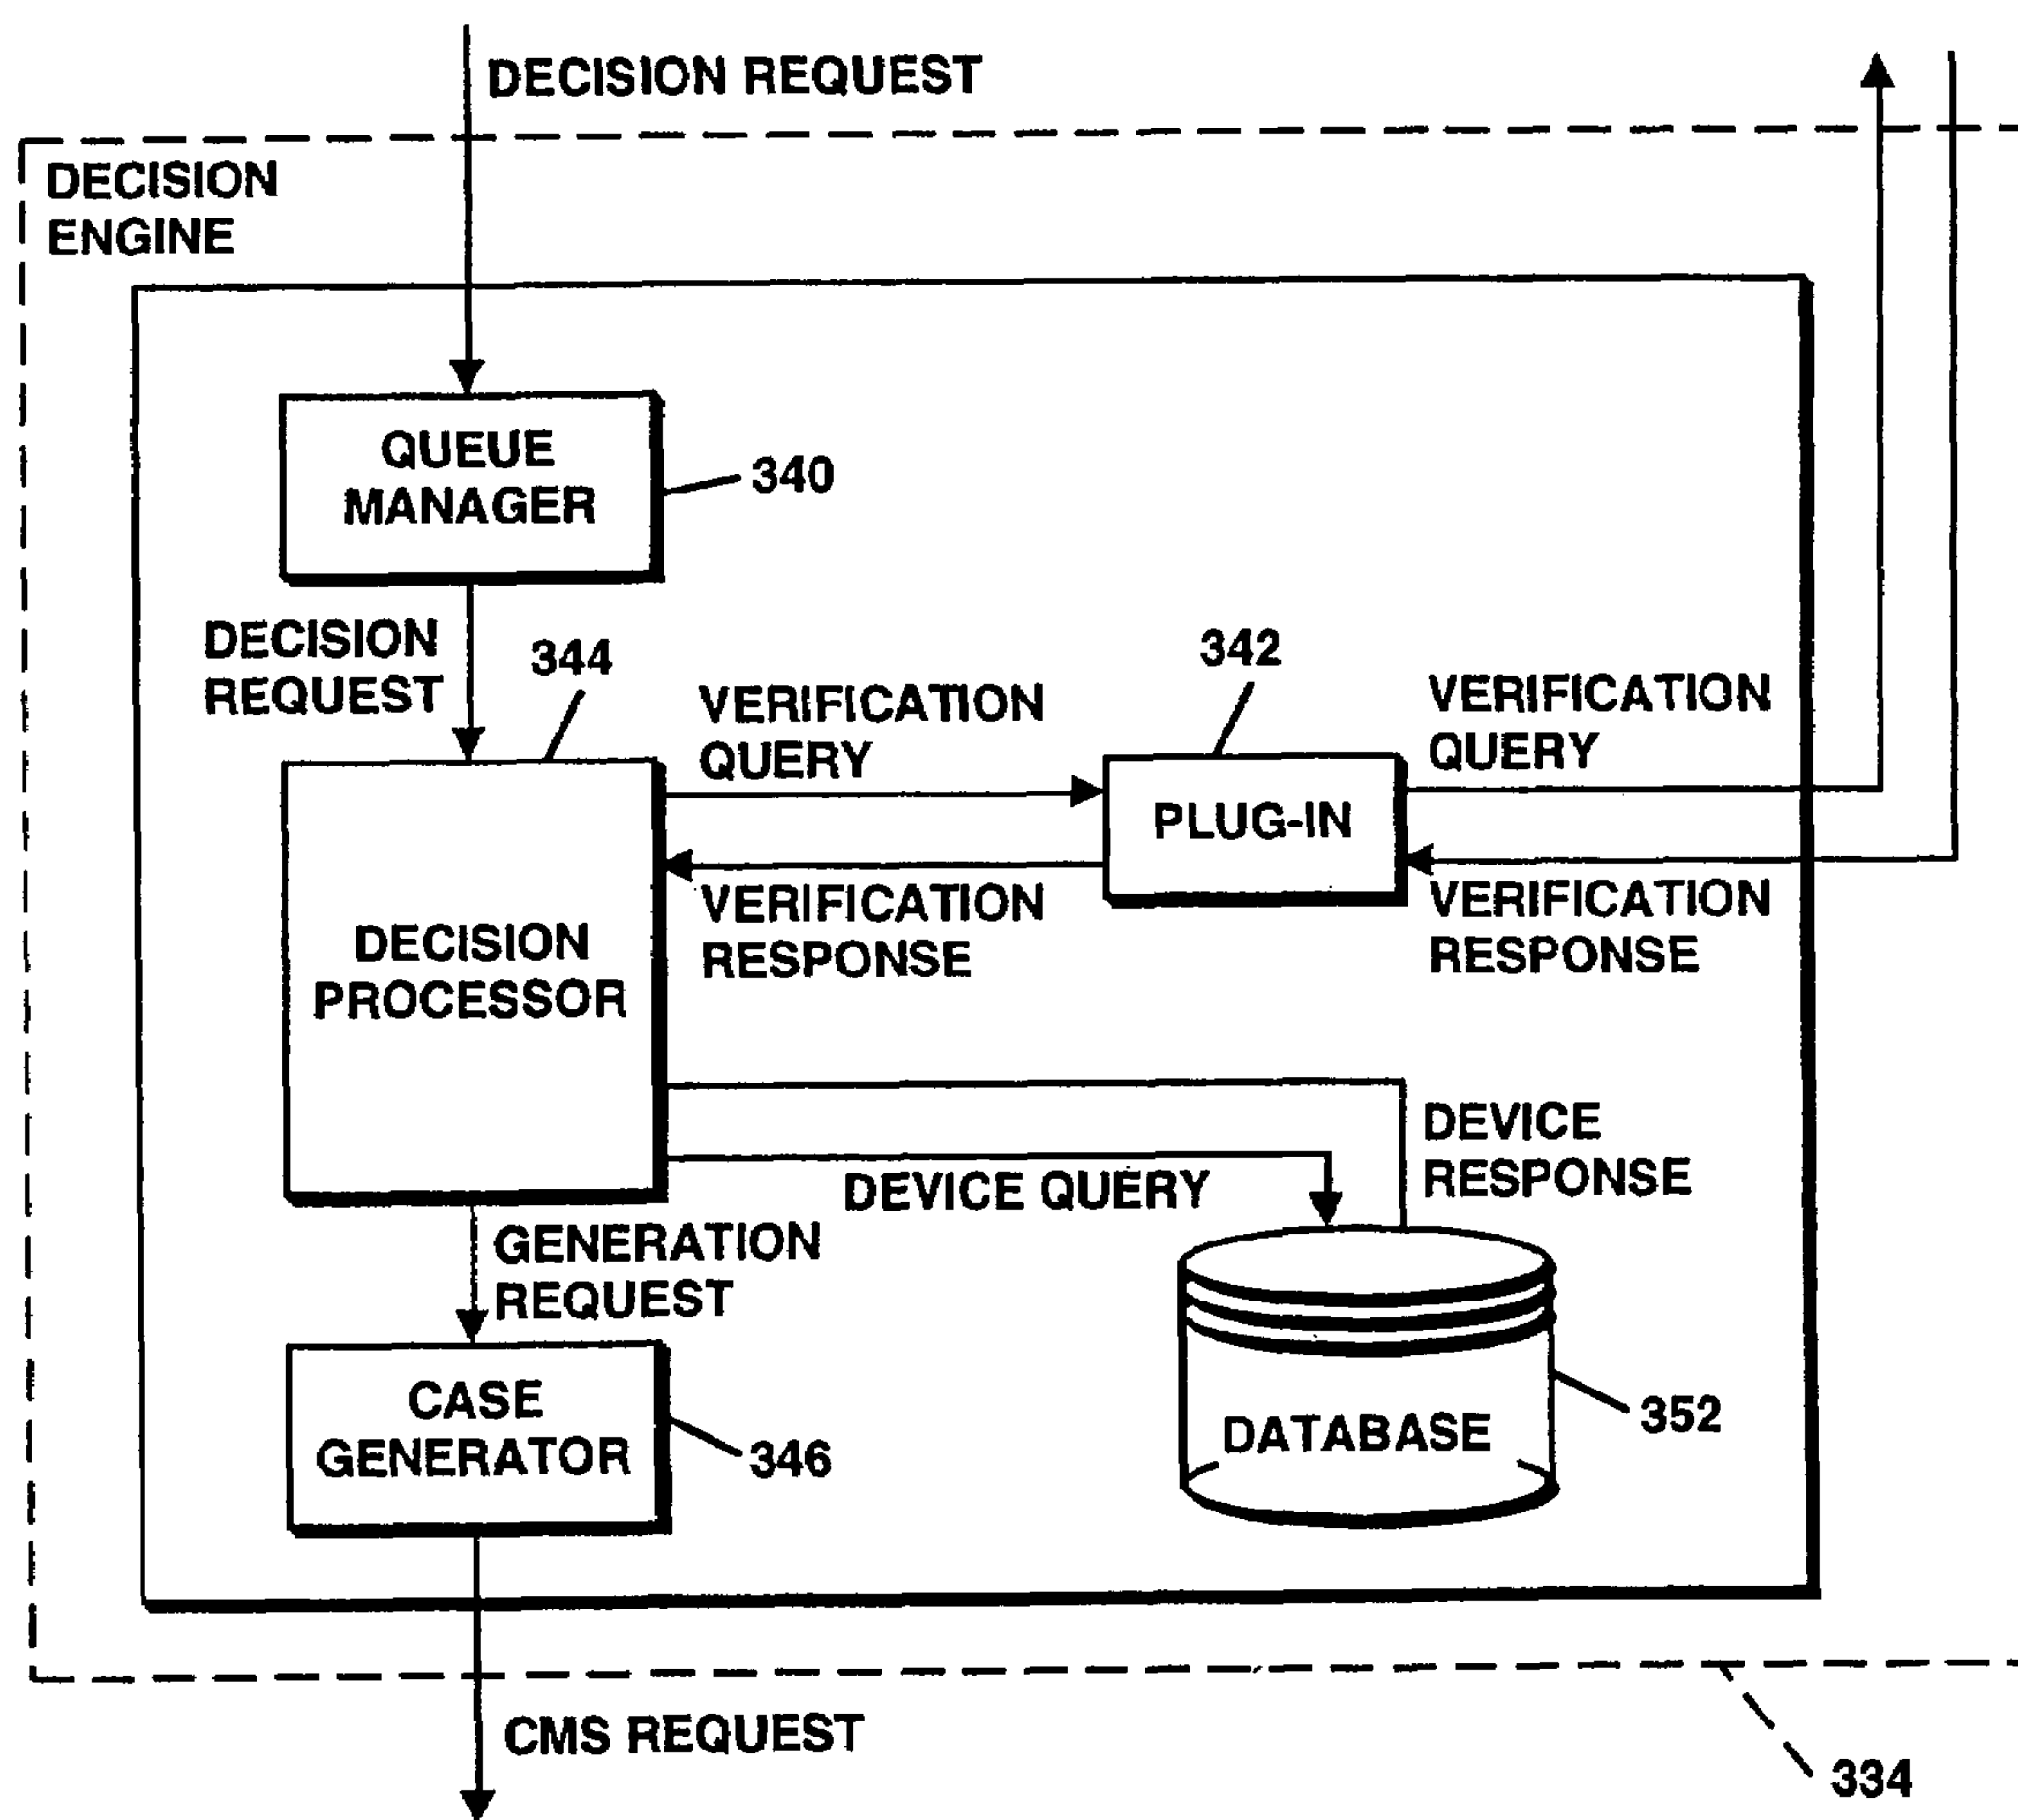 DECISION REQUEST
DECISION
ENGINE
QUEUE
MANAGER
340
DECISION
REQUEST
344
VERIFICATION
QUERY
342
VERIFICATION
QUERY
PLUG-IN
VERIFICATION
RESPONSE
VERIFICATION
RESPONSE
DECISION
PROCESSOR
DEVICE
RESPONSE
DEVICE QUERY
GENERATION
REQUEST
CASE
GENERATOR
346
DATABASE
352
CMS REQUEST
334